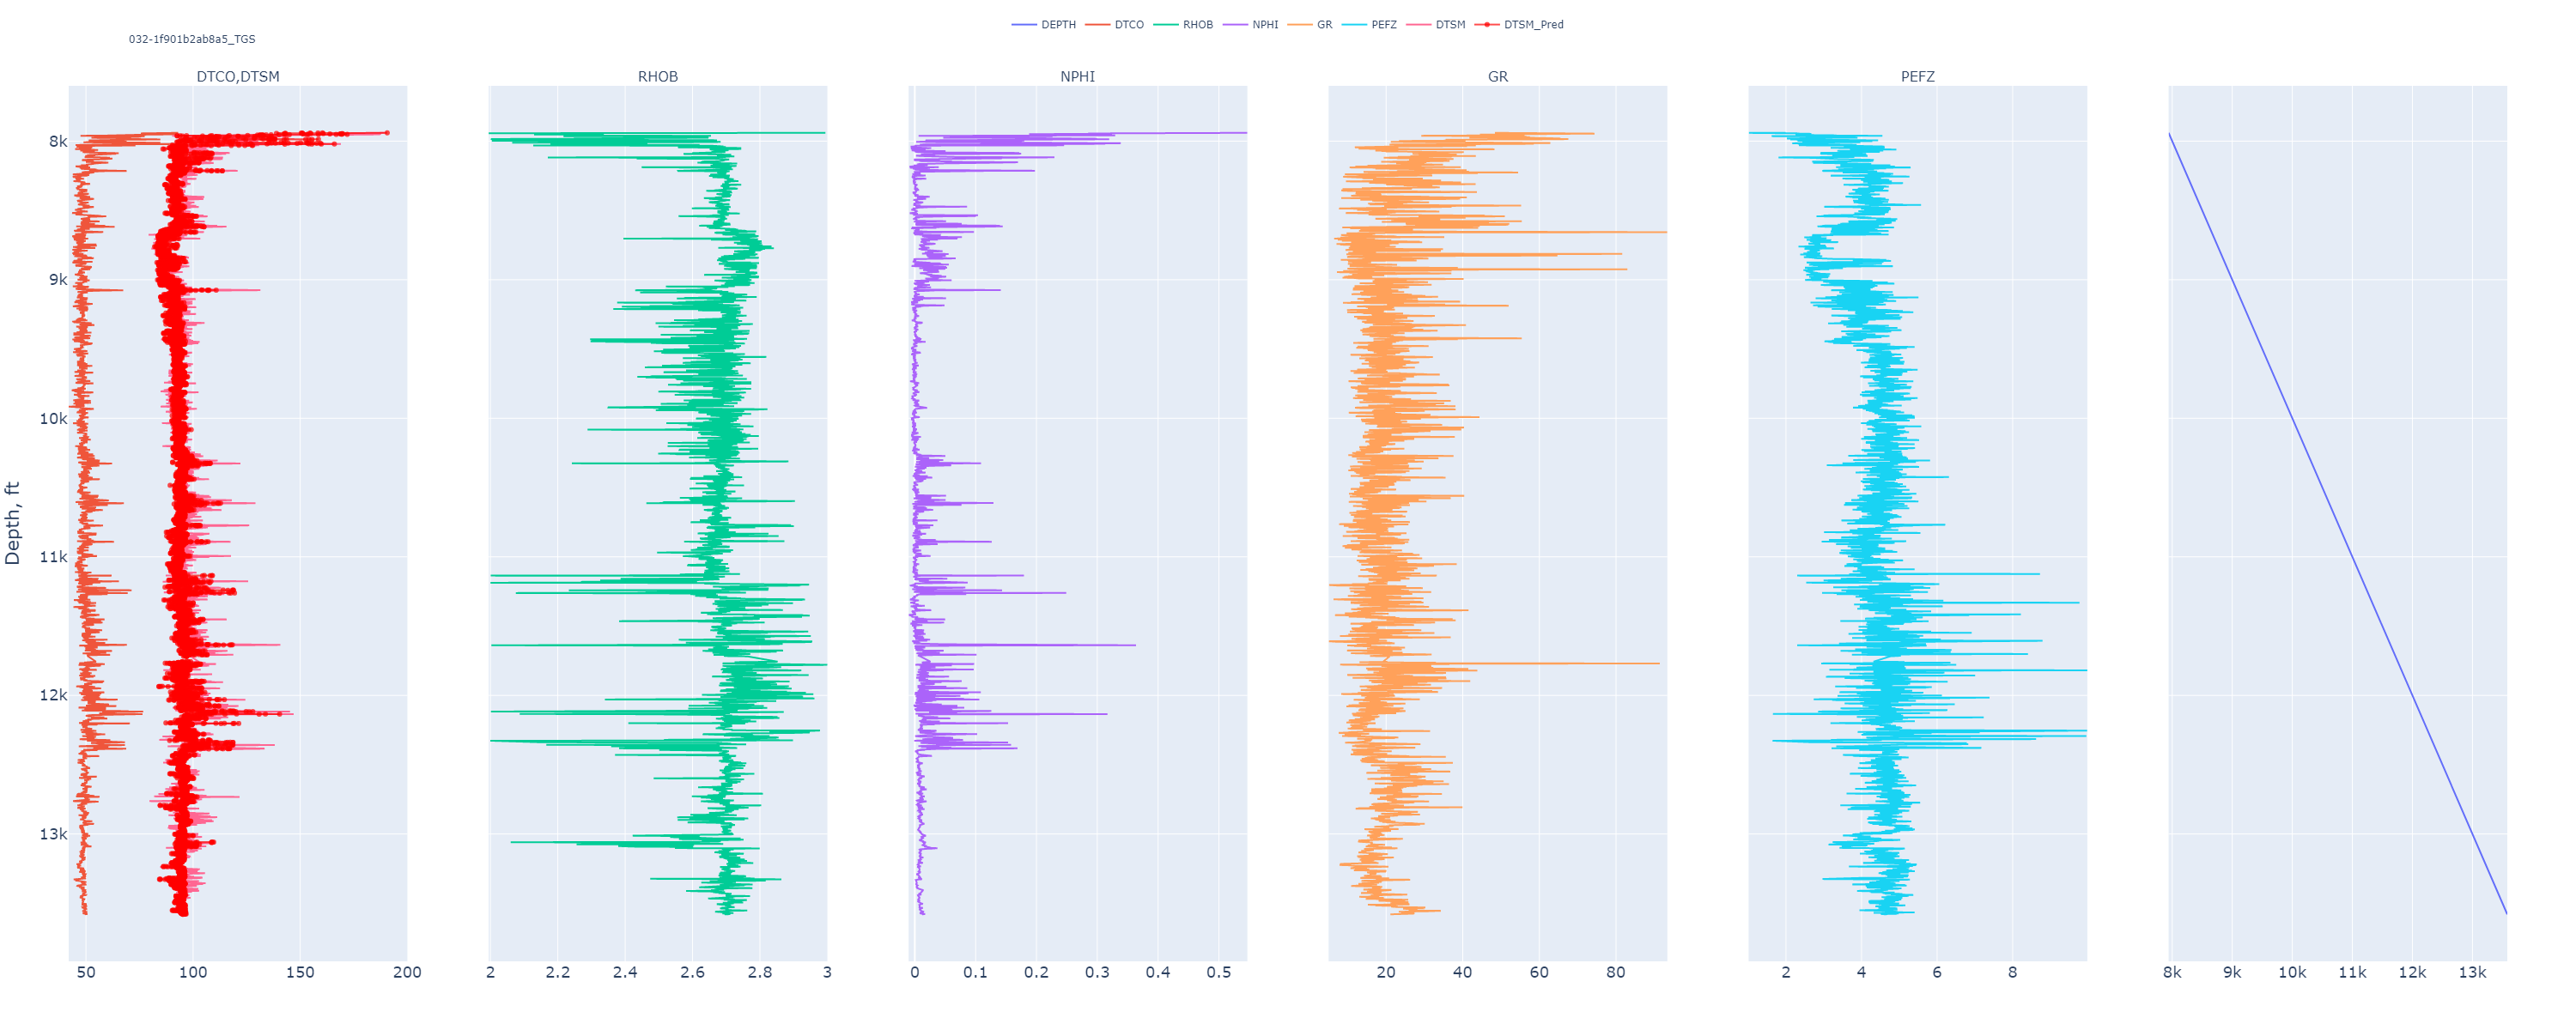 DEPTH DTCO RHOB NPHI GR PEFZ DTSM DTSM_Pred
032-1f901b2ab8a5_TGS
DTCO,DTSM RHOB NPHI GR PEFZ
8k
9k
10k
11k
12k
13k
Depth, ft
50 100 150 200 2 2.2 2.4 2.6 2.8 3 0 0.1 0.2 0.3 0.4 0.5 20 40 60 80 2 4 6 8 8k 9k 10k 11k 12k 13k